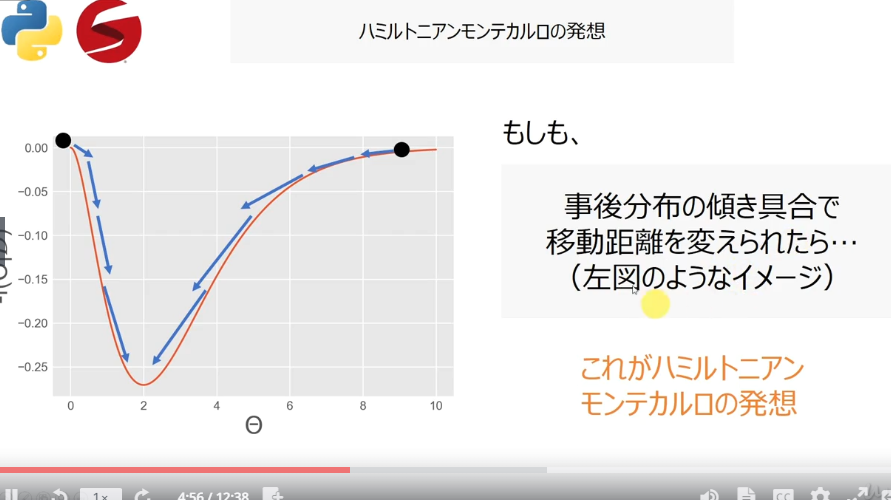 ハミルトニアンモンテカルロの発想
もしも、
事後分布の傾き具合で
移動距離を変えられたら…
（左図のようなイメージ）
これがハミルトニアン
モンテカルロの発想
0.00
−0.05
−0.10
−0.15
−0.20
−0.25
0 2 4 6 8 10
Θ
1×
4:56 / 12:38
CC